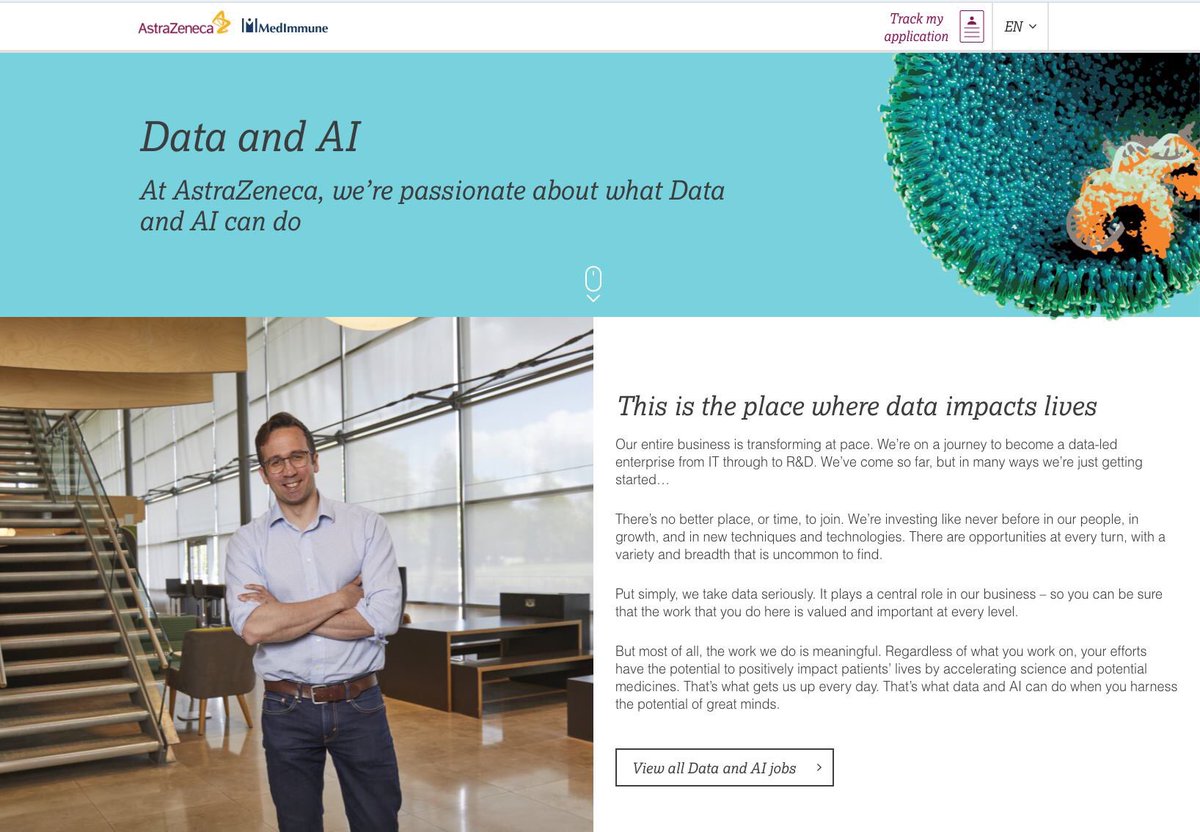 AstraZeneca MedImmune
Track my
application
EN
Data and AI
At AstraZeneca, we're passionate about what Data
and AI can do
This is the place where data impacts lives
Our entire business is transforming at pace. We're on a journey to become a data-led
enterprise from IT through to R&D. We've come so far, but in many ways we're just getting
started…
There's no better place, or time, to join. We're investing like never before in our people, in
growth, and in new techniques and technologies. There are opportunities at every turn, with a
variety and breadth that is uncommon to find.
Put simply, we take data seriously. It plays a central role in our business – so you can be sure
that the work that you do here is valued and important at every level.
But most of all, the work we do is meaningful. Regardless of what you work on, your efforts
have the potential to positively impact patients' lives by accelerating science and potential
medicines. That's what gets us up every day. That's what data and AI can do when you harness
the potential of great minds.
View all Data and AI jobs